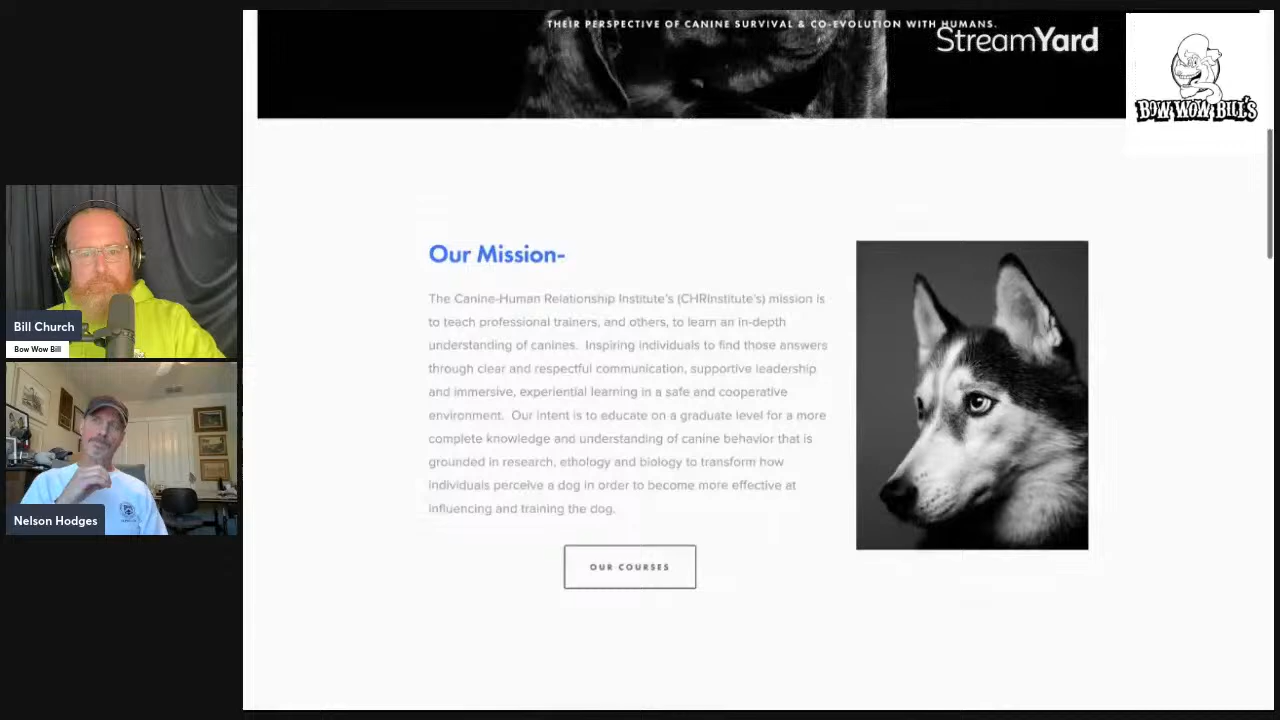 THEIR PERSPECTIVE OF CANINE SURVIVAL & CO-EVOLUTION WITH HUMANS.
StreamYard
BOW WOW BILL'S
Our Mission-
The Canine-Human Relationship Institute's (CHRInstitute's) mission is
to teach professional trainers, and others, to learn an in-depth
understanding of canines. Inspiring individuals to find those answers
through clear and respectful communication, supportive leadership
and immersive, experiential learning in a safe and cooperative
environment. Our intent is to educate on a graduate level for a more
complete knowledge and understanding of canine behavior that is
grounded in research, ethology and biology to transform how
individuals perceive a dog in order to become more effective at
influencing and training the dog.
OUR COURSES
Bill Church
Bow Wow Bill
Nelson Hodges